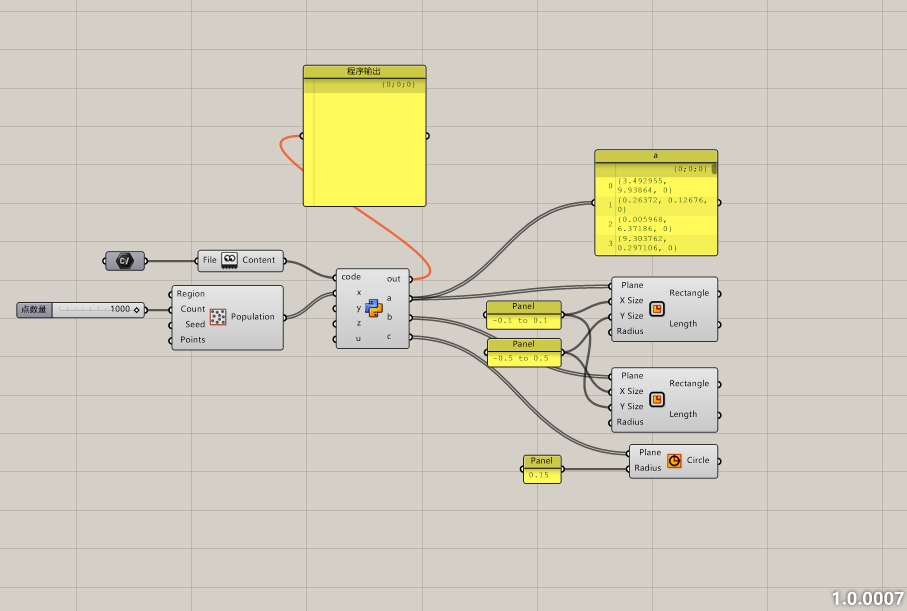 程序输出
{0;0;0}
a
{0;0;0}
0 {3.492955, 9.93864, 0}
1 {0.26372, 0.12676, 0}
2 {0.005968, 6.37186, 0}
3 {9.303762, 0.297106, 0}
C/
File
Content
点数量
1000
Region
Count
Seed
Points
Population
code
x
y
z
u
out
a
b
c
Panel
-0.1 to 0.1
Panel
-0.5 to 0.5
Plane
X Size
Y Size
Radius
Rectangle
Length
Plane
X Size
Y Size
Radius
Rectangle
Length
Panel
0.15
Plane
Radius
Circle
1.0.0007